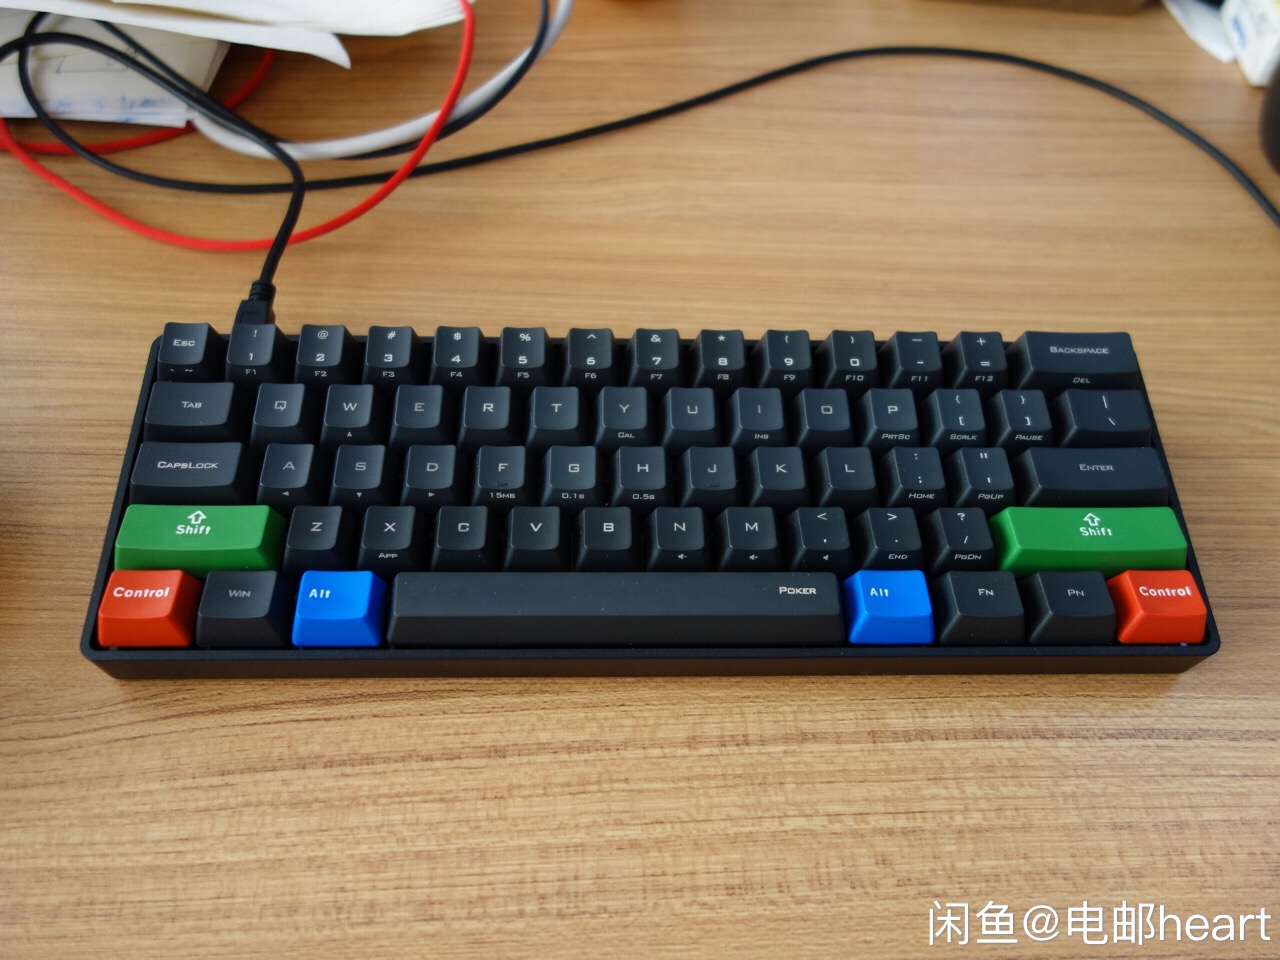 Esc ! 1 @ 2 # 3 $ 4 % 5 ^ 6 & 7 * 8 ( 9 ) 0 — - + = BACKSPACE
` ~ F1 F2 F3 F4 F5 F6 F7 F8 F9 F10 F11 F12 DEL
TAB Q W E R T Y U I O P { [ } ] | \
CAL INS PRTSC SCRLK PAUSE
CAPSLOCK A S D F G H J K L : ; " ' ENTER
15MS 0.1S 0.5S HOME PGUP
Shift Z X C V B N M < , > . ? / Shift
APP END PGDN
Control WIN Alt POKER Alt FN PN Control
闲鱼@电邮heart